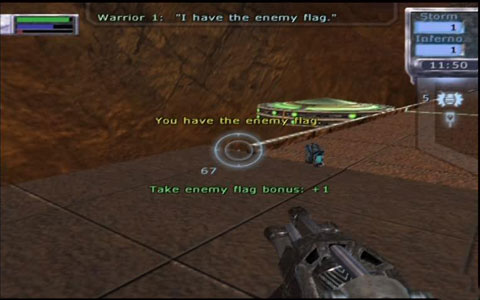 Warrior 1: "I have the enemy flag."
Storm
1
Inferno
1
11:50
5
You have the enemy flag.
67
Take enemy flag bonus: +1